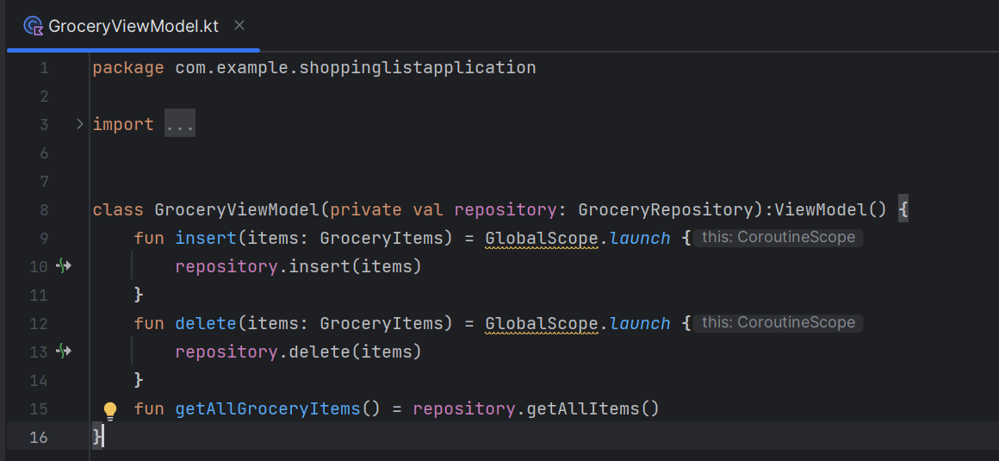 GroceryViewModel.kt
1 package com.example.shoppinglistapplication
2
3 import ...
6
7
8 class GroceryViewModel(private val repository: GroceryRepository):ViewModel() {
9 fun insert(items: GroceryItems) = GlobalScope.launch { this: CoroutineScope
10 repository.insert(items)
11 }
12 fun delete(items: GroceryItems) = GlobalScope.launch { this: CoroutineScope
13 repository.delete(items)
14 }
15 fun getAllGroceryItems() = repository.getAllItems()
16 }